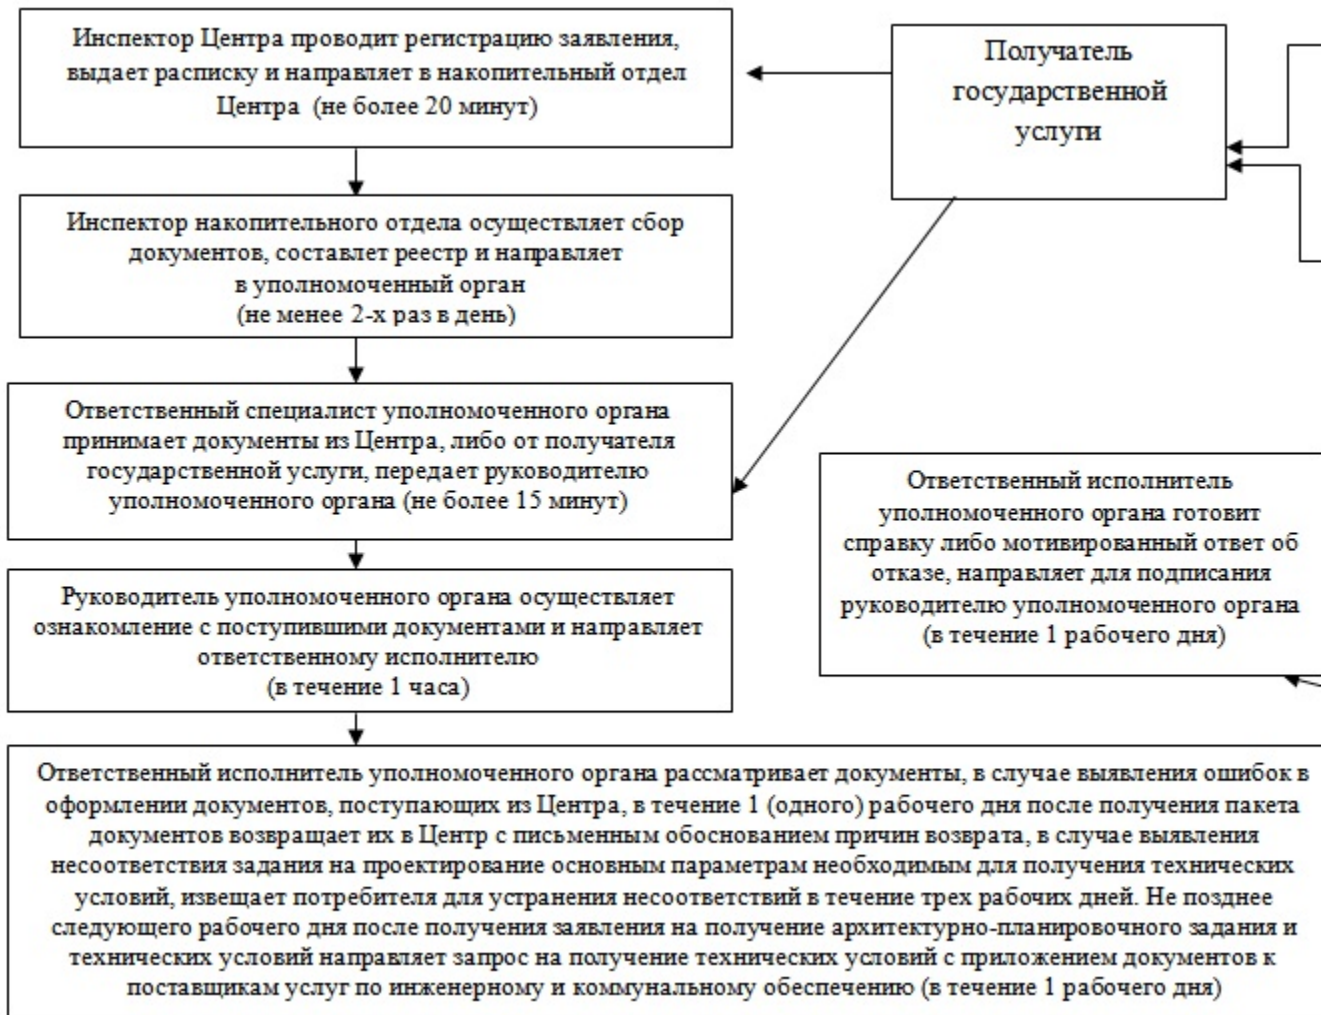 Инспектор Центра проводит регистрацию заявления,
выдает расписку и направляет в накопительный отдел
Центра (не более 20 минут)
Получатель
государственной
услуги
Инспектор накопительного отдела осуществляет сбор
документов, составлет реестр и направляет
в уполномоченный орган
(не менее 2-х раз в день)
Ответственный специалист уполномоченного органа
принимает документы из Центра, либо от получателя
государственной услуги, передает руководителю
уполномоченного органа (не более 15 минут)
Ответственный исполнитель
уполномоченного органа готовит
справку либо мотивированный ответ об
отказе, направляет для подписания
руководителю уполномоченного органа
(в течение 1 рабочего дня)
Руководитель уполномоченного органа осуществляет
ознакомление с поступившими документами и направляет
ответственному исполнителю
(в течение 1 часа)
Ответственный исполнитель уполномоченного органа рассматривает документы, в случае выявления ошибок в
оформлении документов, поступающих из Центра, в течение 1 (одного) рабочего дня после получения пакета
документов возвращает их в Центр с письменным обоснованием причин возврата, в случае выявления
несоответствия задания на проектирование основным параметрам необходимым для получения технических
условий, извещает потребителя для устранения несоответствий в течение трех рабочих дней. Не позднее
следующего рабочего дня после получения заявления на получение архитектурно-планировочного задания и
технических условий направляет запрос на получение технических условий с приложением документов к
поставщикам услуг по инженерному и коммунальному обеспечению (в течение 1 рабочего дня)